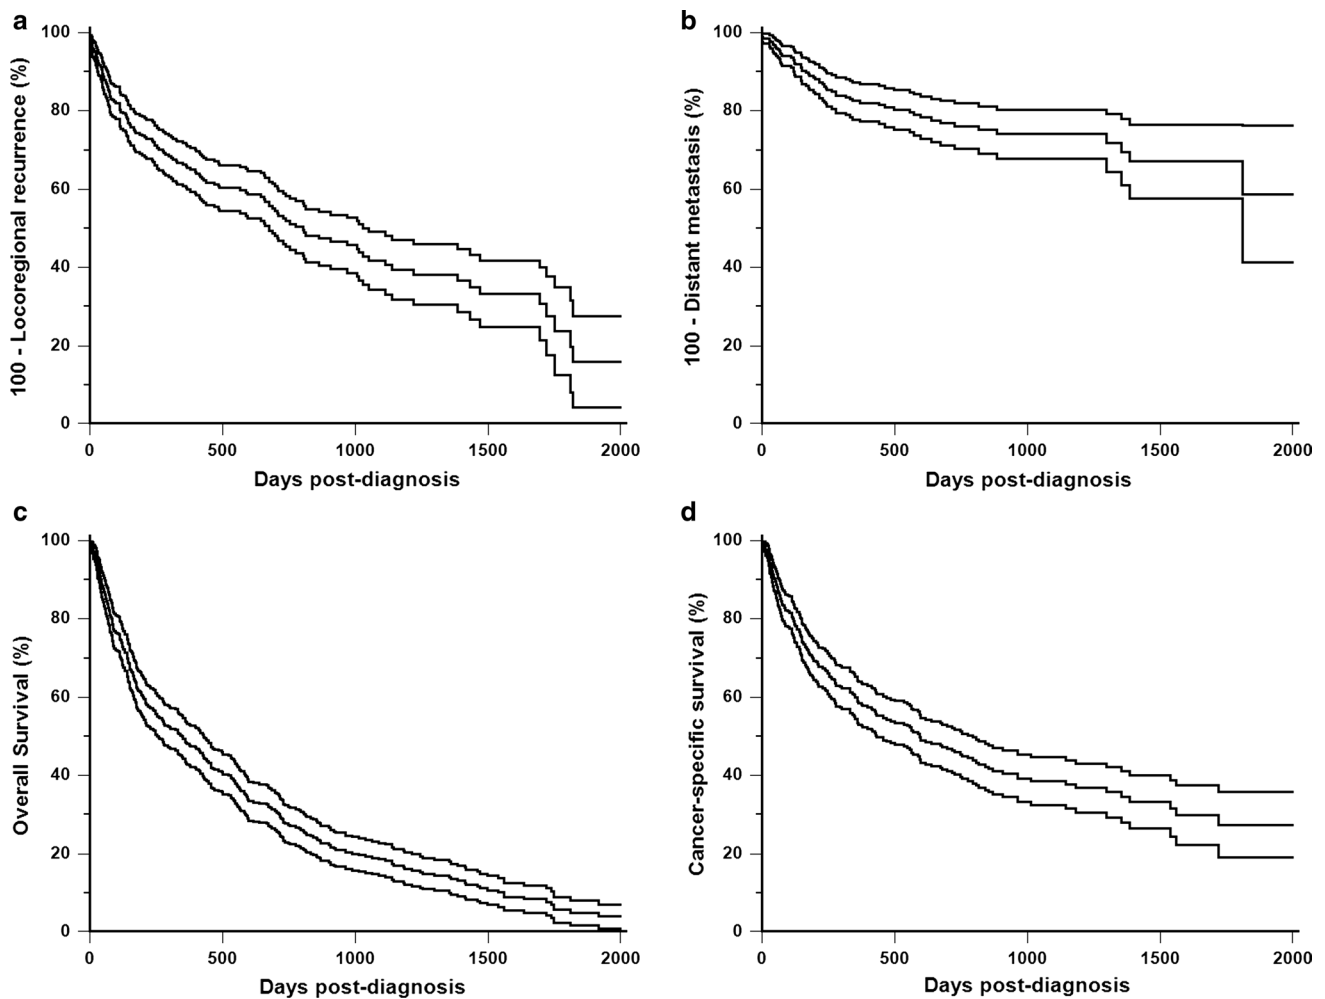 a
100 - Locoregional recurrence (%)
100
80
60
40
20
0
0 500 1000 1500 2000
Days post-diagnosis
b
100 - Distant metastasis (%)
100
80
60
40
20
0
0 500 1000 1500 2000
Days post-diagnosis
c
Overall Survival (%)
100
80
60
40
20
0
0 500 1000 1500 2000
Days post-diagnosis
d
Cancer-specific survival (%)
100
80
60
40
20
0
0 500 1000 1500 2000
Days post-diagnosis